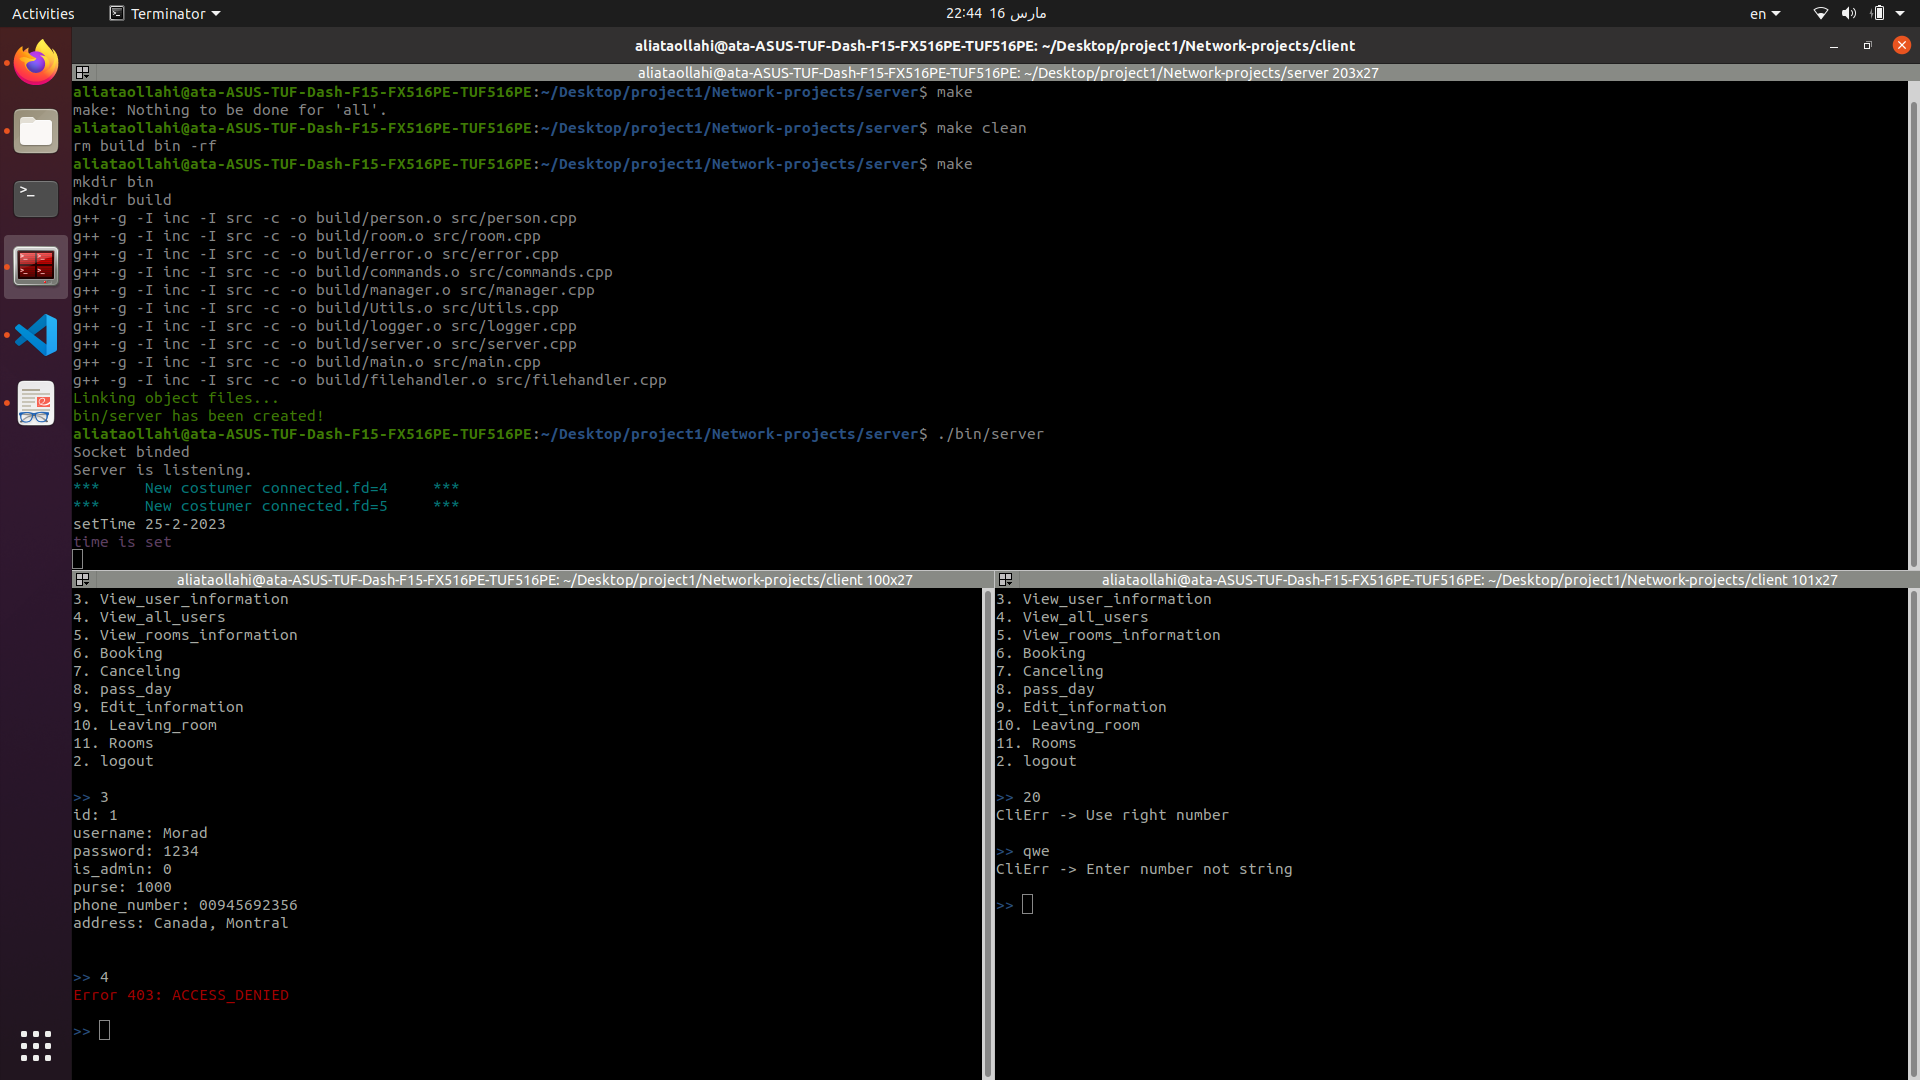 Activities
Terminator
22:44 16 مارس
en
aliataollahi@ata-ASUS-TUF-Dash-F15-FX516PE-TUF516PE: ~/Desktop/project1/Network-projects/client
aliataollahi@ata-ASUS-TUF-Dash-F15-FX516PE-TUF516PE: ~/Desktop/project1/Network-projects/server 203x27
aliataollahi@ata-ASUS-TUF-Dash-F15-FX516PE-TUF516PE:~/Desktop/project1/Network-projects/server$ make
make: Nothing to be done for 'all'.
aliataollahi@ata-ASUS-TUF-Dash-F15-FX516PE-TUF516PE:~/Desktop/project1/Network-projects/server$ make clean
rm build bin -rf
aliataollahi@ata-ASUS-TUF-Dash-F15-FX516PE-TUF516PE:~/Desktop/project1/Network-projects/server$ make
mkdir bin
mkdir build
g++ -g -I inc -I src -c -o build/person.o src/person.cpp
g++ -g -I inc -I src -c -o build/room.o src/room.cpp
g++ -g -I inc -I src -c -o build/error.o src/error.cpp
g++ -g -I inc -I src -c -o build/commands.o src/commands.cpp
g++ -g -I inc -I src -c -o build/manager.o src/manager.cpp
g++ -g -I inc -I src -c -o build/Utils.o src/Utils.cpp
g++ -g -I inc -I src -c -o build/logger.o src/logger.cpp
g++ -g -I inc -I src -c -o build/server.o src/server.cpp
g++ -g -I inc -I src -c -o build/main.o src/main.cpp
g++ -g -I inc -I src -c -o build/filehandler.o src/filehandler.cpp
Linking object files...
bin/server has been created!
aliataollahi@ata-ASUS-TUF-Dash-F15-FX516PE-TUF516PE:~/Desktop/project1/Network-projects/server$ ./bin/server
Socket binded
Server is listening.
***     New costumer connected.fd=4     ***
***     New costumer connected.fd=5     ***
setTime 25-2-2023
time is set
aliataollahi@ata-ASUS-TUF-Dash-F15-FX516PE-TUF516PE: ~/Desktop/project1/Network-projects/client 100x27
3. View_user_information
4. View_all_users
5. View_rooms_information
6. Booking
7. Canceling
8. pass_day
9. Edit_information
10. Leaving_room
11. Rooms
2. logout
>> 3
id: 1
username: Morad
password: 1234
is_admin: 0
purse: 1000
phone_number: 00945692356
address: Canada, Montral
>> 4
Error 403: ACCESS_DENIED
>>
aliataollahi@ata-ASUS-TUF-Dash-F15-FX516PE-TUF516PE: ~/Desktop/project1/Network-projects/client 101x27
3. View_user_information
4. View_all_users
5. View_rooms_information
6. Booking
7. Canceling
8. pass_day
9. Edit_information
10. Leaving_room
11. Rooms
2. logout
>> 20
CliErr -> Use right number
>> qwe
CliErr -> Enter number not string
>>